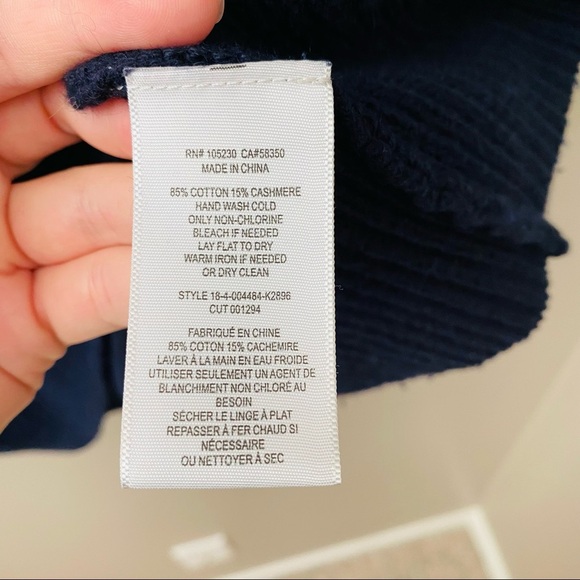 RN# 105230 CA#58350
MADE IN CHINA
85% COTTON 15% CASHMERE
HAND WASH COLD
ONLY NON-CHLORINE
BLEACH IF NEEDED
LAY FLAT TO DRY
WARM IRON IF NEEDED
OR DRY CLEAN
STYLE 18-4-004484-K2896
CUT 001294
FABRIQUÉ EN CHINE
85% COTTON 15% CACHEMIRE
LAVER À LA MAIN EN EAU FROIDE
UTILISER SEULEMENT UN AGENT DE
BLANCHIMENT NON CHLORÉ AU
BESOIN
SÉCHER LE LINGE À PLAT
REPASSER À FER CHAUD SI
NÉCESSAIRE
OU NETTOYER À SEC